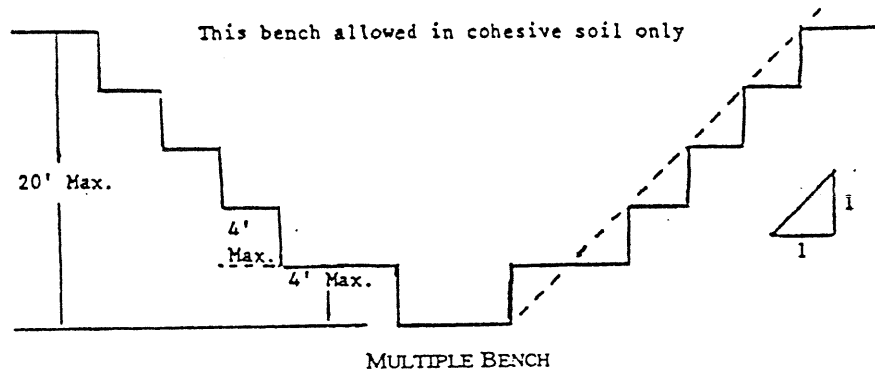 This bench allowed in cohesive soil only
20' Max.
4'
Max.
4' Max.
1
1
MULTIPLE BENCH